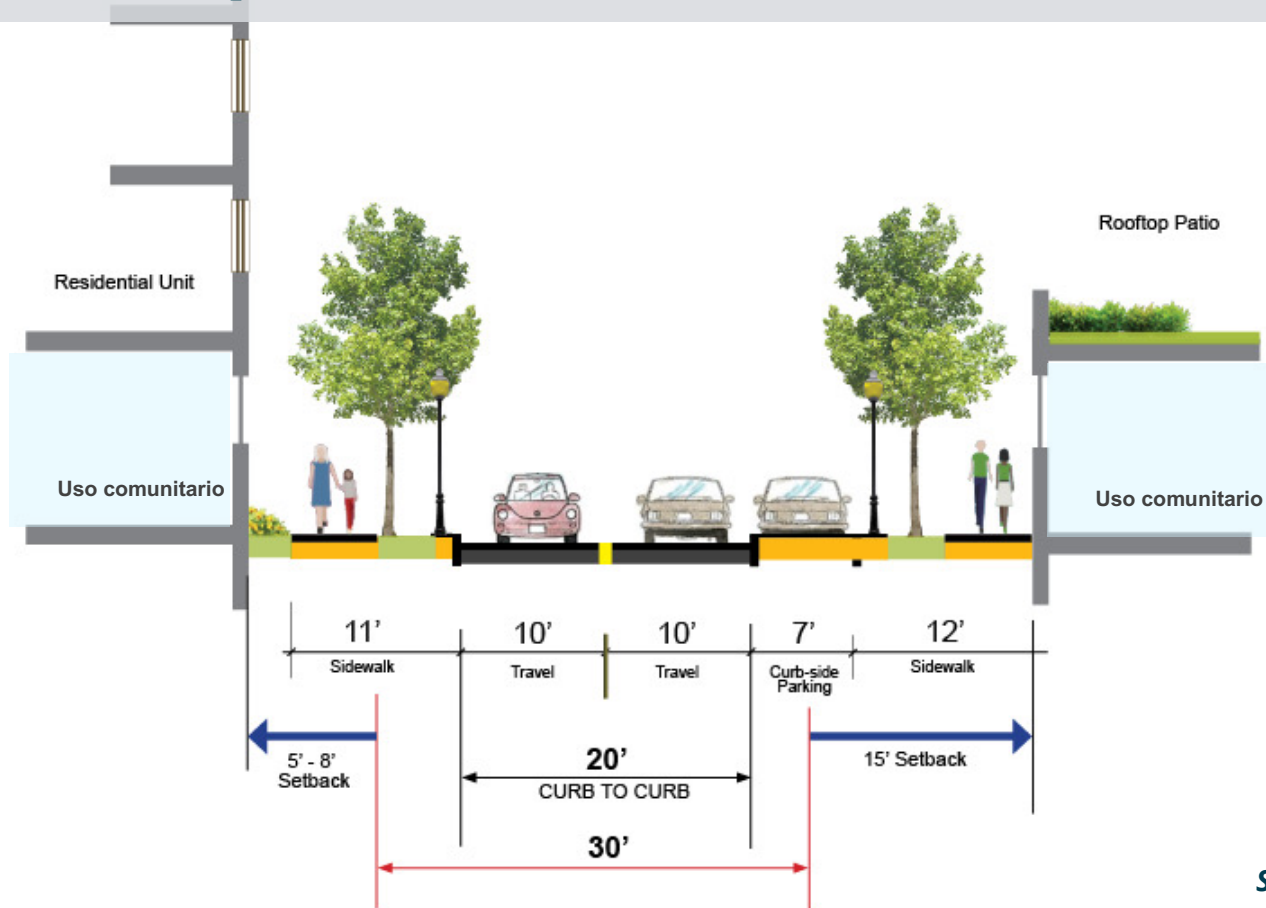 Rooftop Patio
Residential Unit
Uso comunitario
Uso comunitario
11’
10’
10’
7’
12’
Sidewalk
Travel
Travel
Curb-side
Parking
Sidewalk
5’ - 8’
Setback
20’
CURB TO CURB
15’ Setback
30’